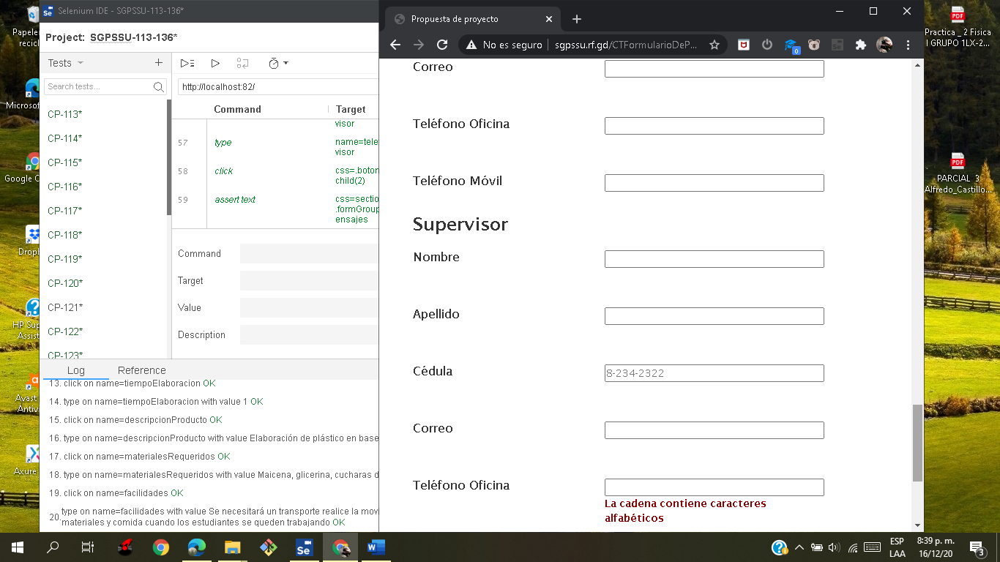 Papeler
recicl
Microsof
Google C
Dropl
HP Sup
Assist
Avast
Antiv
Axure
Selenium IDE - SGPSSU-113-136*
Project: SGPSSU-113-136*
Tests
Search tests...
CP-113*
CP-114*
CP-115*
CP-116*
CP-117*
CP-118*
CP-119*
CP-120*
CP-121*
CP-122*
CP-123*
http://localhost:82/
Command Target
visor
57 type name=tele
visor
58 click css=.boton
child(2)
59 assert text css=sectio
.formGroup
ensajes
Command
Target
Value
Description
Log Reference
13. click on name=tiempoElaboracion OK
14. type on name=tiempoElaboracion with value 1 OK
15. click on name=descripcionProducto OK
16. type on name=descripcionProducto with value Elaboración de plástico en base
17. click on name=materialesRequeridos OK
18. type on name=materialesRequeridos with value Maicena, glicerina, cucharas d
19. click on name=facilidades OK
20. type on name=facilidades with value Se necesitará un transporte realice la mov
materiales y comida cuando los estudiantes se queden trabajando OK
Propuesta de proyecto
No es seguro sgpssu.rf.gd/CTFormularioDeP...
0
Correo
Teléfono Oficina
Teléfono Móvil
Supervisor
Nombre
Apellido
Cédula 8-234-2322
Correo
Teléfono Oficina
La cadena contiene caracteres
alfabéticos
PDF
Practica_ 2 Fisica
I GRUPO 1LX-2...
PDF
PARCIAL 3
Alfredo_Castillo...
Se
W
ESP
LAA
8:39 p. m.
16/12/20
3